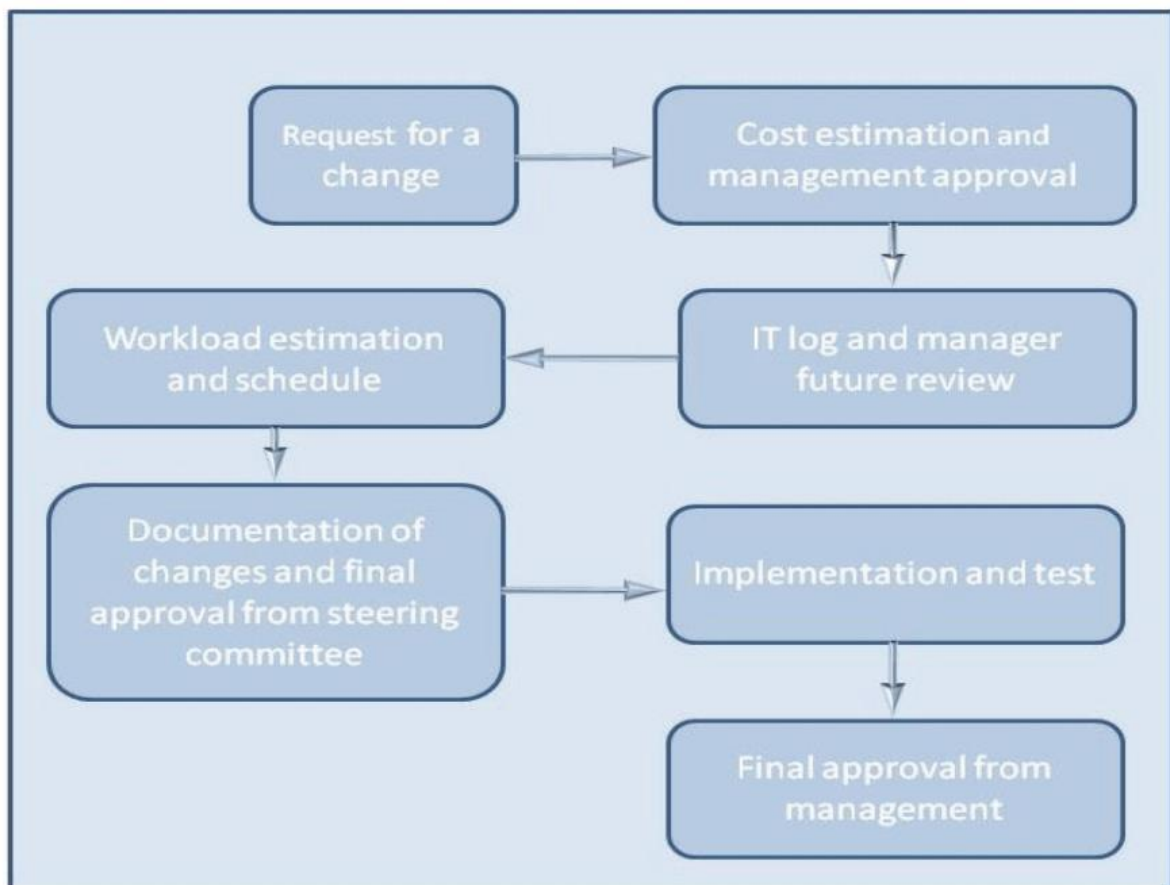 Request for a
change
Cost estimation and
management approval
IT log and manager
future review
Workload estimation
and schedule
Documentation of
changes and final
approval from steering
committee
Implementation and test
Final approval from
management